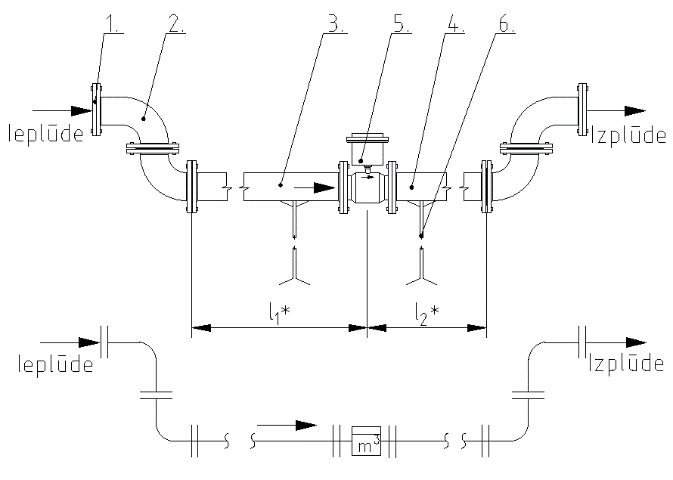 1. 2. 3. 5. 4. 6.
Ieplūde Izplūde
l₁* l₂*
Ieplūde Izplūde
m³